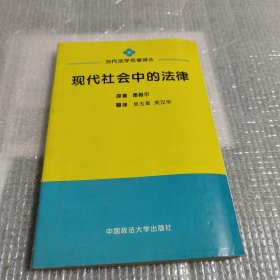 当代法学名著译丛
现代社会中的法律
原著 昂格尔
翻译 吴玉章 周汉华
中国政法大学出版社